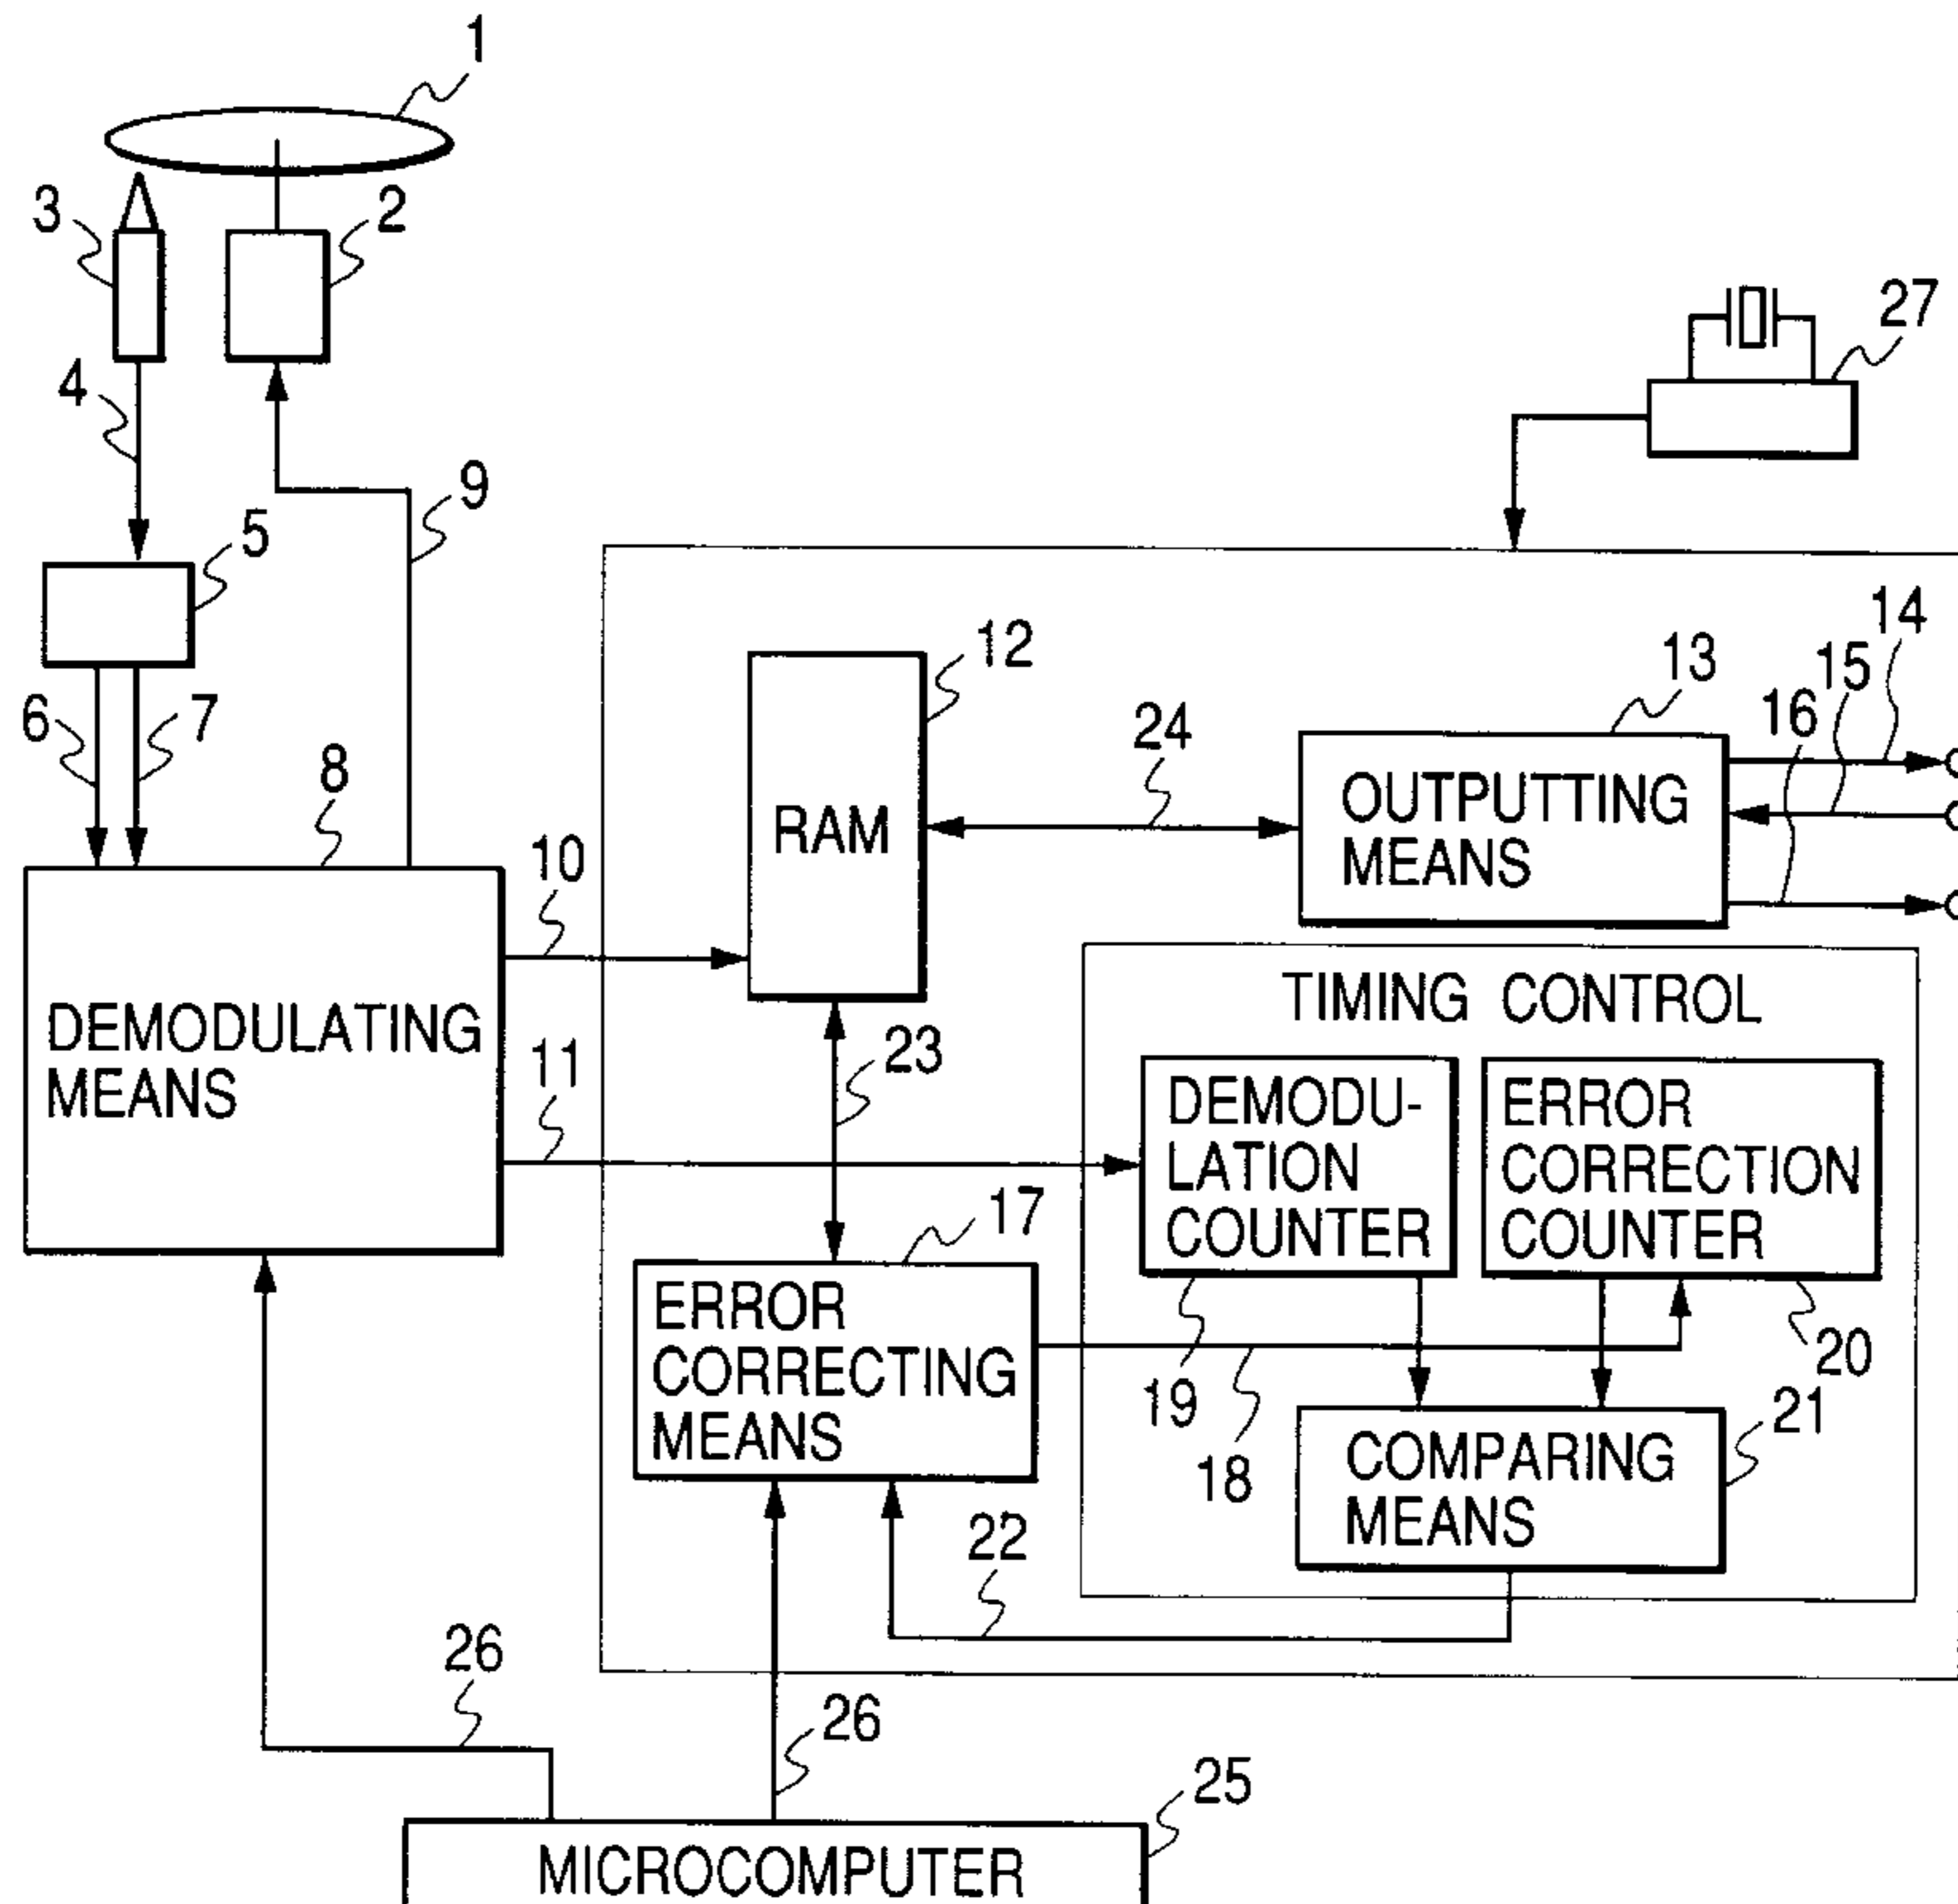 1
3
2
27
4
9
5
14
12
13
15
24
16
6
7
8
RAM
OUTPUTTING
MEANS
10
TIMING CONTROL
DEMODULATING
MEANS
23
11
DEMODU-
LATION
COUNTER
ERROR
CORRECTION
COUNTER
17
ERROR
CORRECTING
MEANS
20
19
18
21
COMPARING
MEANS
22
26
26
25
MICROCOMPUTER